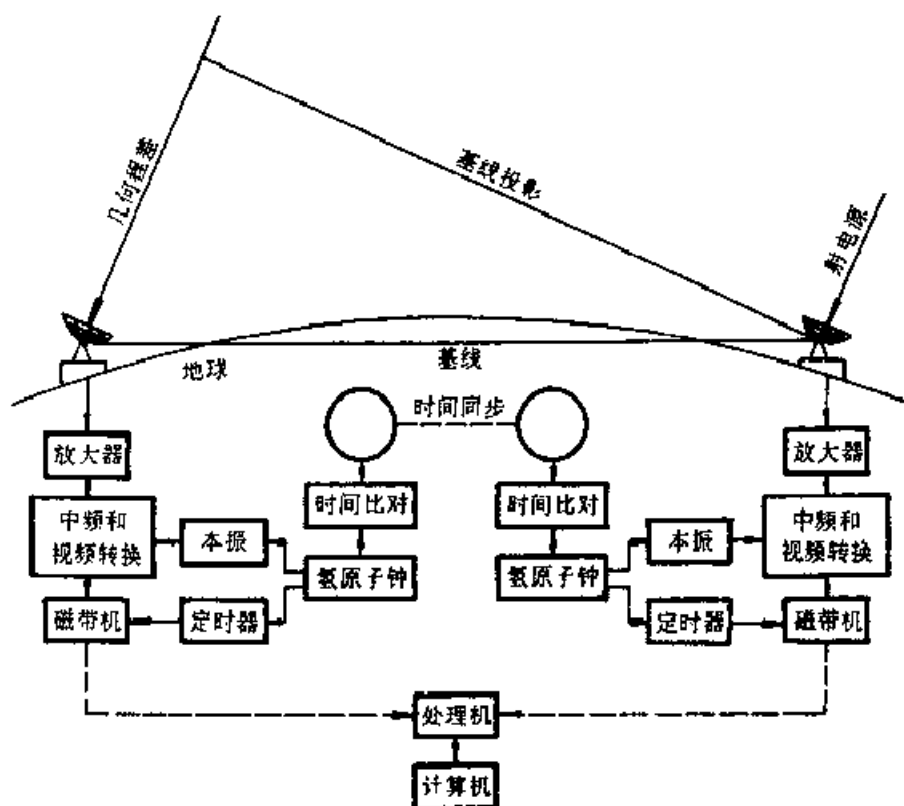 几何程差
基线投影
射电源
地球
基线
时间同步
放大器
放大器
时间比对
时间比对
中频和
视频转换
本振
本振
中频和
视频转换
氢原子钟
氢原子钟
磁带机
定时器
定时器
磁带机
处理机
计算机